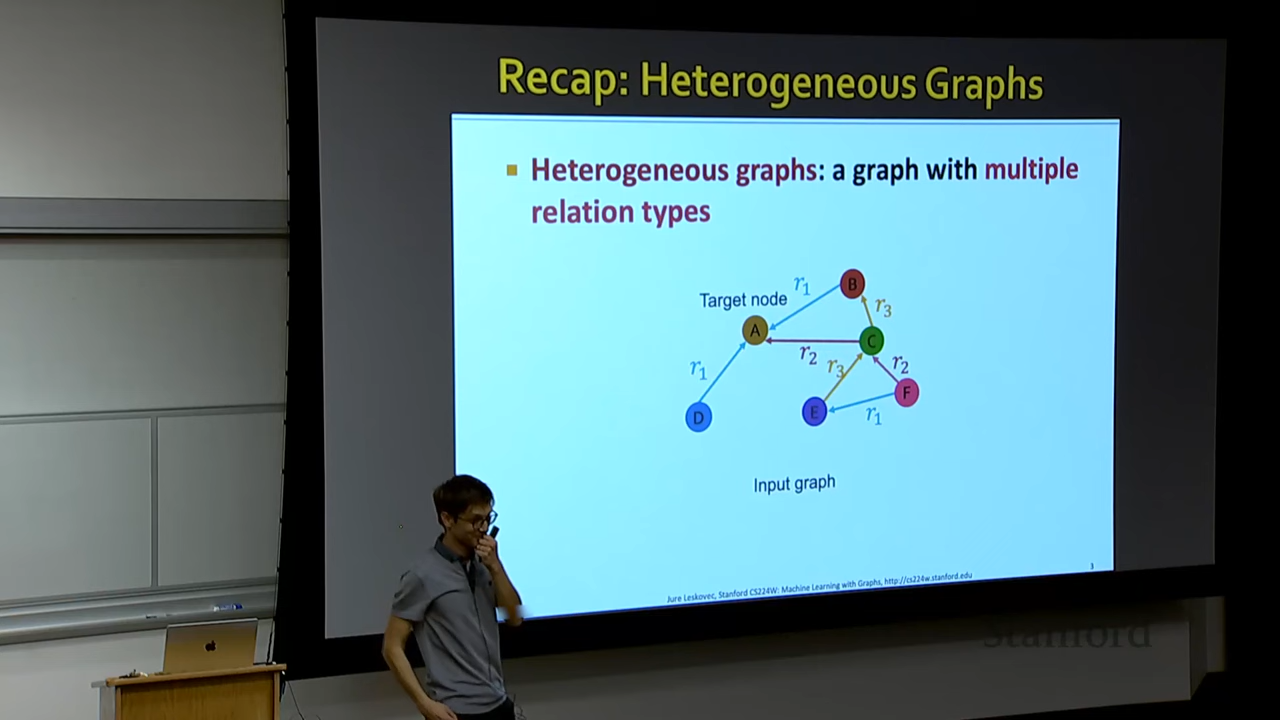 Recap: Heterogeneous Graphs
Heterogeneous graphs: a graph with multiple
relation types
r1
B
Target node
r3
A
C
r2
r1
r3
r2
F
D
E
r1
Input graph
3
Jure Leskovec, Stanford CS224W: Machine Learning with Graphs, http://cs224w.stanford.edu
Stanford